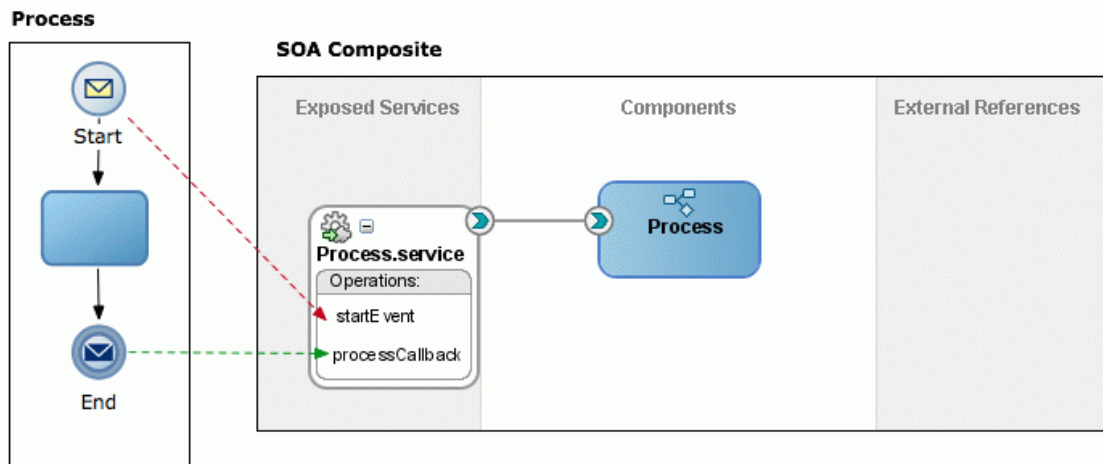 Process
SOA Composite
Exposed Services
Components
External References
Start
Process.service
Operations:
startEvent
processCallback
Process
End